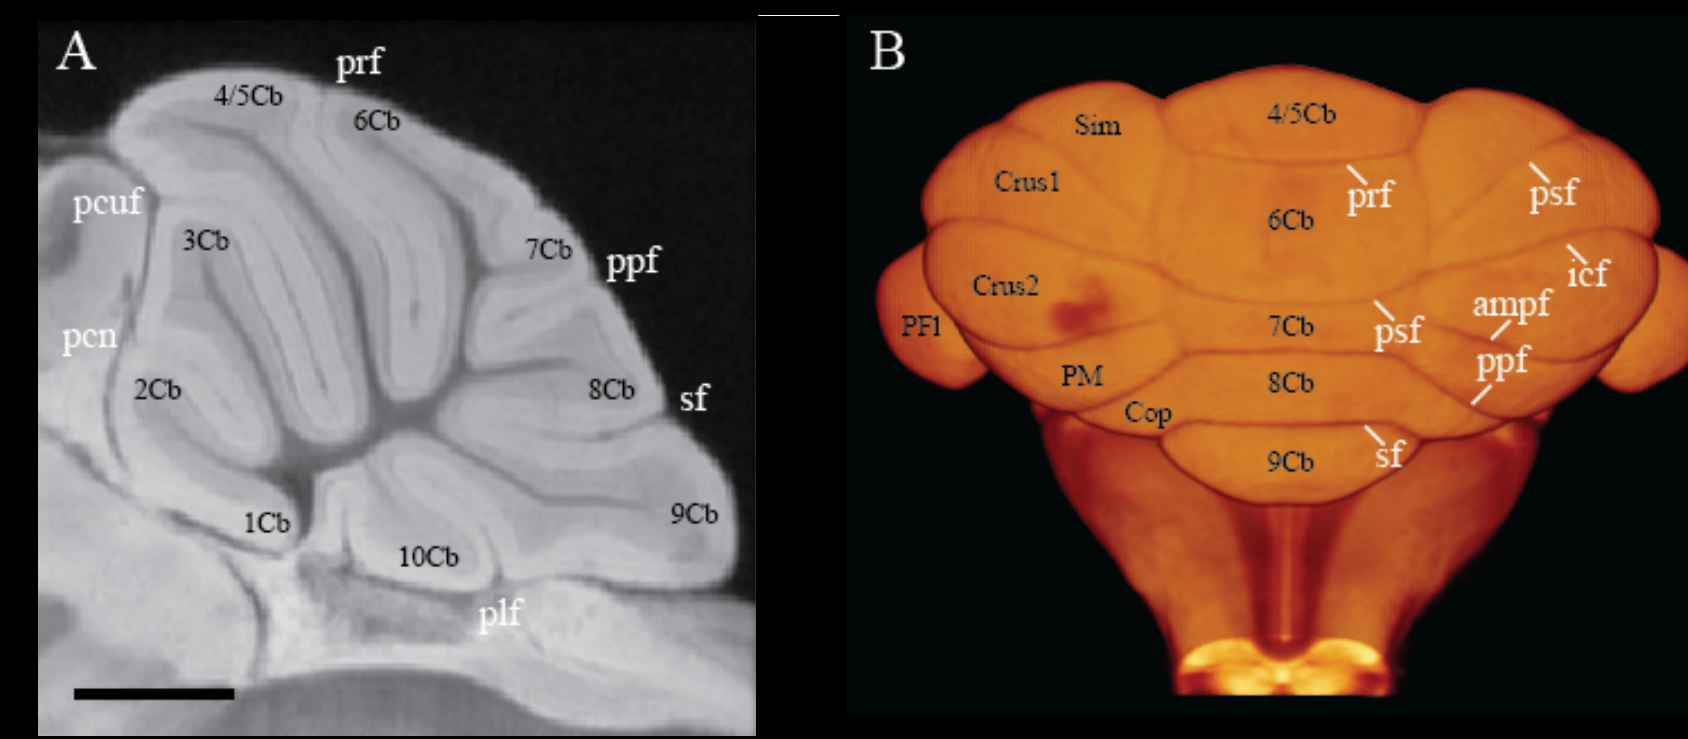 A
prf
4/5Cb
6Cb
pcuf
3Cb
7Cb
ppf
pcn
2Cb
8Cb
sf
1Cb
9Cb
10Cb
plf
B
4/5Cb
Sim
Crus1
prf
psf
6Cb
icf
Crus2
ampf
PFl
7Cb
psf
ppf
PM
8Cb
Cop
sf
9Cb